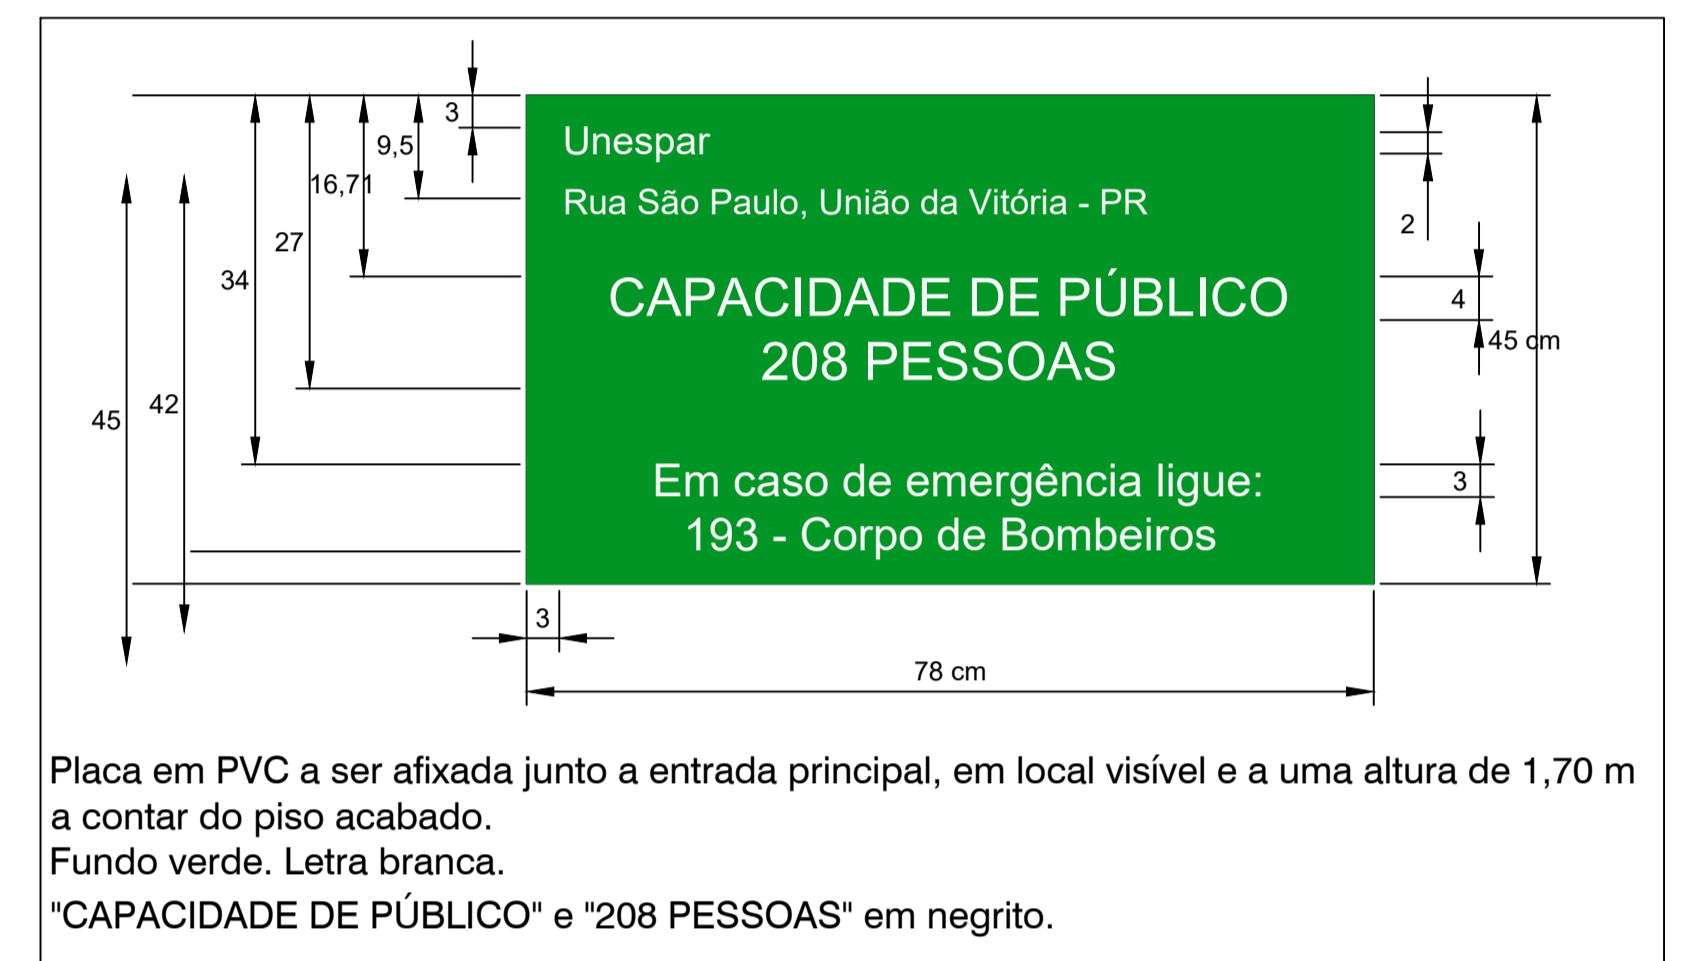 3
9,5
16,71
27
34
42
45
Unespar
Rua São Paulo, União da Vitória - PR
CAPACIDADE DE PÚBLICO
208 PESSOAS
Em caso de emergência ligue:
193 - Corpo de Bombeiros
2
4
45 cm
3
3
78 cm
Placa em PVC a ser afixada junto a entrada principal, em local visível e a uma altura de 1,70 m
a contar do piso acabado.
Fundo verde. Letra branca.
"CAPACIDADE DE PÚBLICO" e "208 PESSOAS" em negrito.